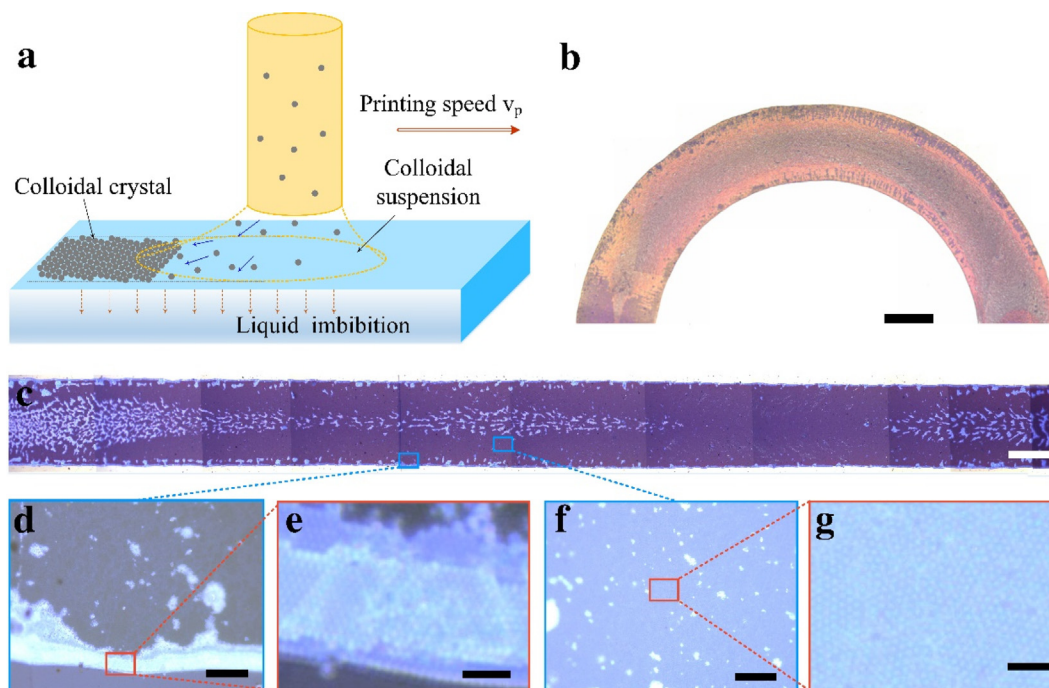 a
Printing speed vₚ
Colloidal crystal
Colloidal
suspension
Liquid imbibition
b
c
d
e
f
g